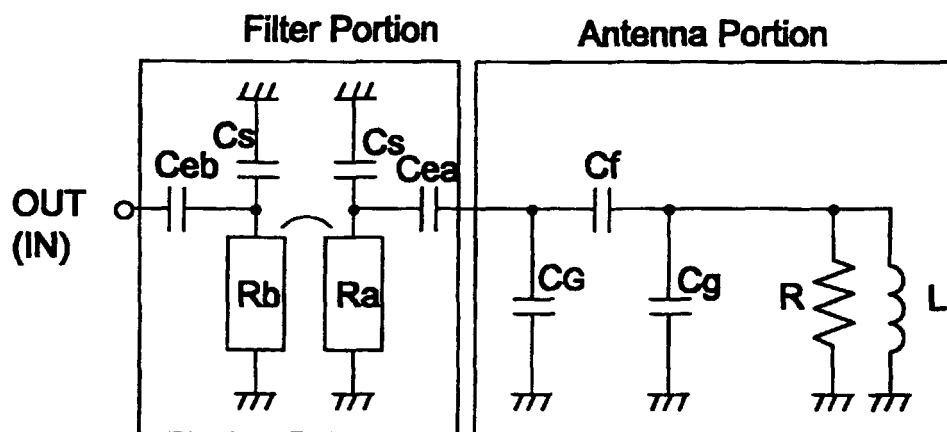 Filter Portion
Antenna Portion
Cs
Cs
Ceb
Cea
Cf
OUT
(IN)
Rb
Ra
CG
Cg
R
L